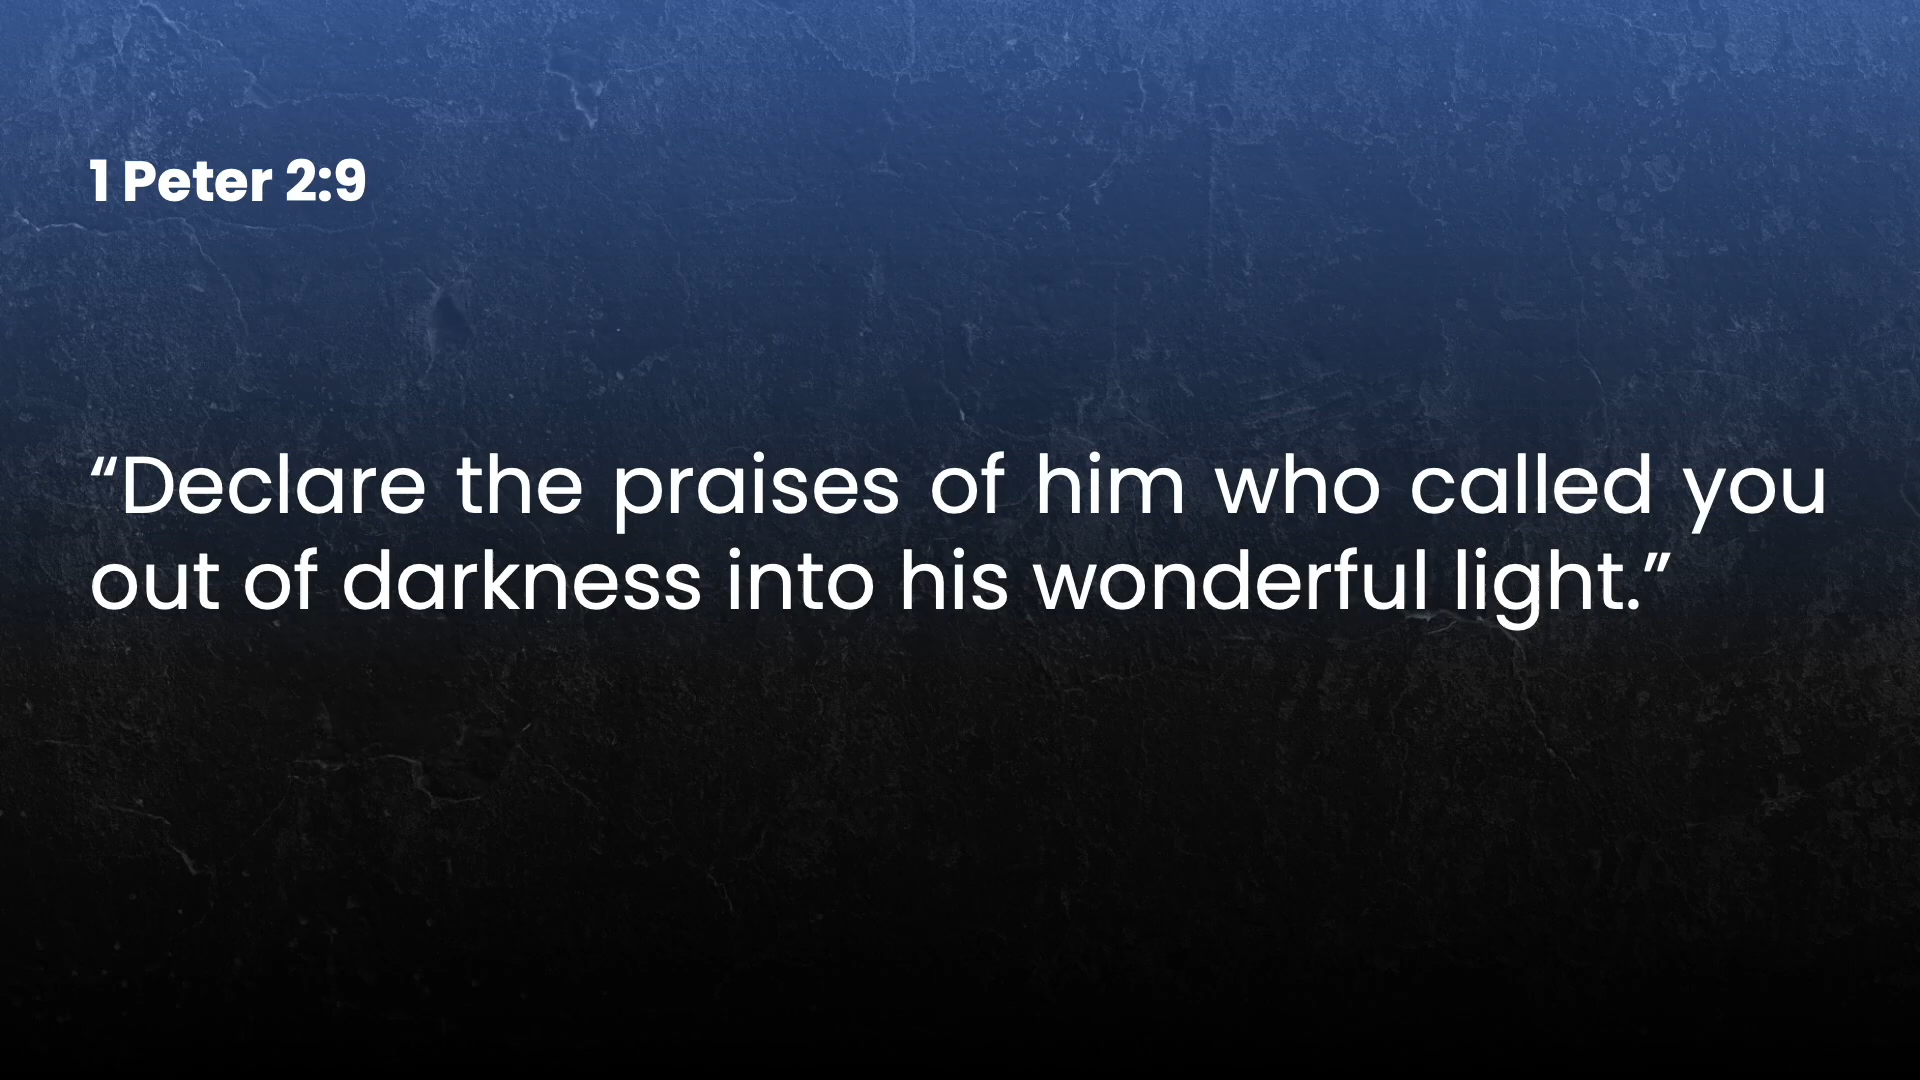 1 Peter 2:9
“Declare the praises of him who called you
out of darkness into his wonderful light.”